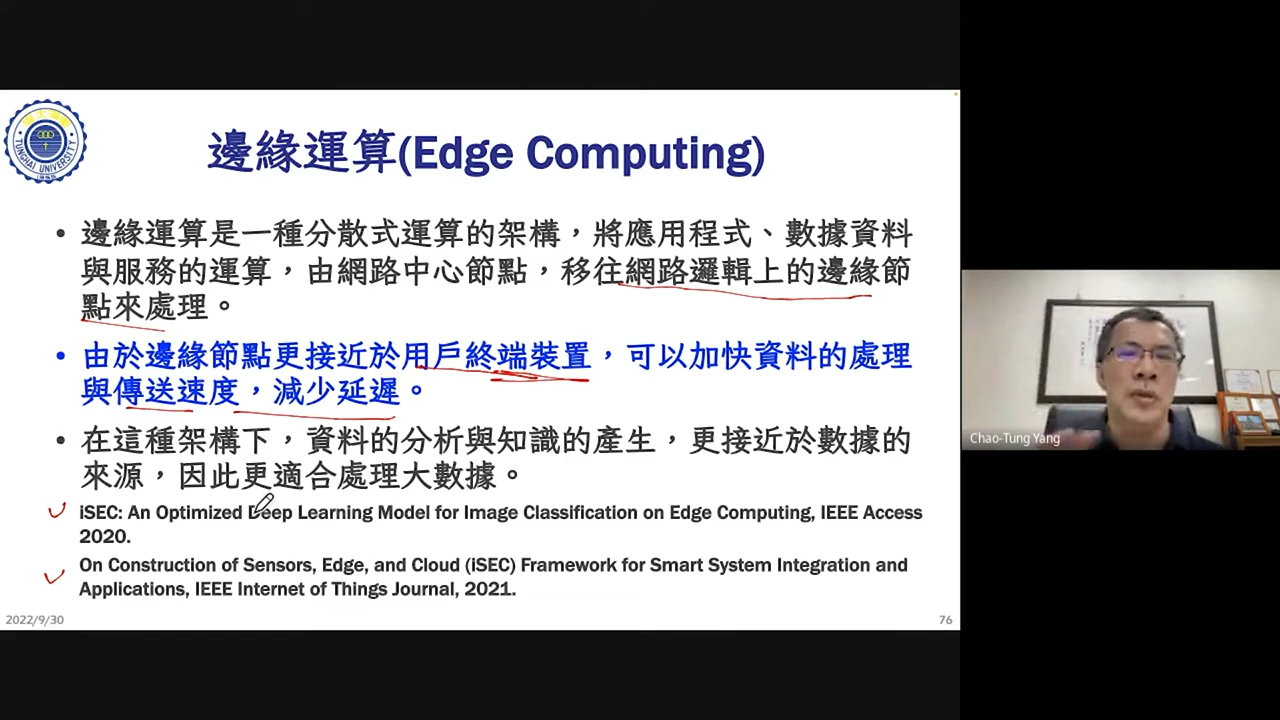 邊緣運算(Edge Computing)
• 邊緣運算是一種分散式運算的架構，將應用程式、數據資料
與服務的運算，由網路中心節點，移往網路邏輯上的邊緣節
點來處理。
• 由於邊緣節點更接近於用戶終端裝置，可以加快資料的處理
與傳送速度，減少延遲。
• 在這種架構下，資料的分析與知識的產生，更接近於數據的
來源，因此更適合處理大數據。
iSEC: An Optimized Deep Learning Model for Image Classification on Edge Computing, IEEE Access
2020.
On Construction of Sensors, Edge, and Cloud (iSEC) Framework for Smart System Integration and
Applications, IEEE Internet of Things Journal, 2021.
2022/9/30
76
TUNGHAI UNIVERSITY
Chao-Tung Yang